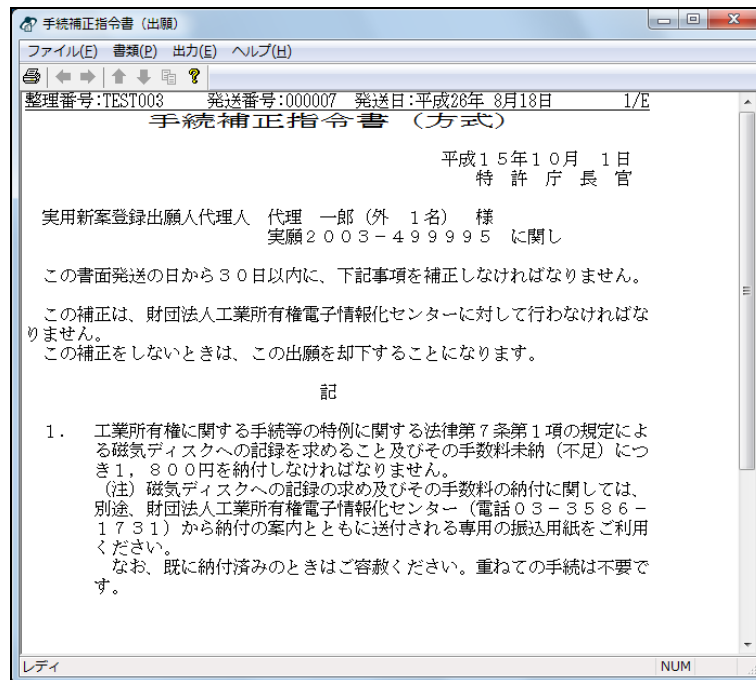 手続補正指令書（出願）
ファイル(F) 書類(P) 出力(E) ヘルプ(H)
整理番号:TEST003 発送番号:000007 発送日:平成26年 8月18日 1/E
手続補正指令書（方式）
平成１５年１０月 １日
特 許 庁 長 官
実用新案登録出願人代理人 代理 一郎（外 １名） 様
実願２００３－４９９９９５ に関し
この書面発送の日から３０日以内に、下記事項を補正しなければなりません。
この補正は、財団法人工業所有権電子情報化センターに対して行わなければな
りません。
この補正をしないときは、この出願を却下することになります。
記
１． 工業所有権に関する手続等の特例に関する法律第７条第１項の規定によ
る磁気ディスクへの記録を求めること及びその手数料未納（不足）につ
き１，８００円を納付しなければなりません。
（注）磁気ディスクへの記録の求め及びその手数料の納付に関しては、
別途、財団法人工業所有権電子情報化センター（電話０３－３５８６－
１７３１）から納付の案内とともに送付される専用の振込用紙をご利用
ください。
なお、既に納付済みのときはご容赦ください。重ねての手続は不要で
す。
レディ NUM